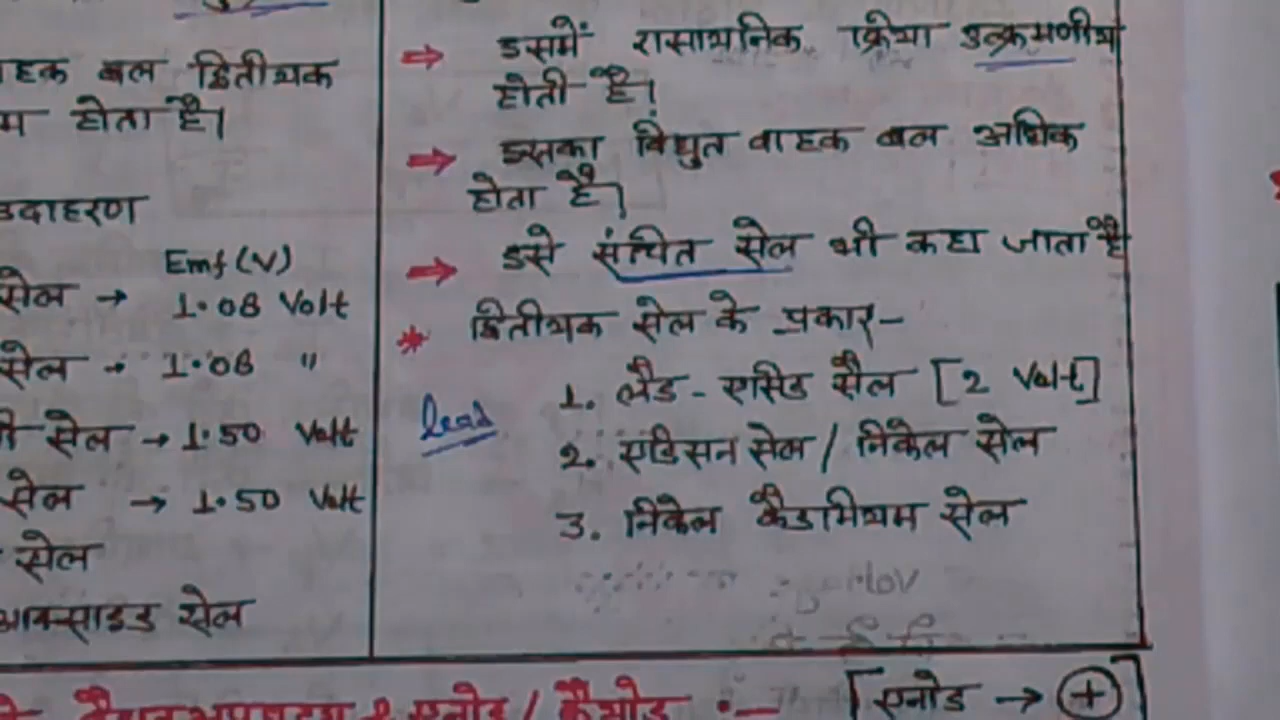 वाहक बल द्वितीयक
होता है।
उदाहरण
Emf (V)
सेल → 1.08 Volt
सेल → 1.08 "
सेल → 1.50 Volt
सेल → 1.50 Volt
सेल
आक्साइड सेल
⇒ इसमें रासायनिक क्रिया उत्क्रमणीय
होती है।
⇒ इसका विद्युत वाहक बल अधिक
होता है।
⇒ इसे संचित सेल भी कहा जाता है
* द्वितीयक सेल के प्रकार-
lead 1. लैड - एसिड सैल [2 Volt]
2. एडिसन सेल / निकेल सेल
3. निकेल कैडमियम सेल
एनोड / कैथोड :- [एनोड → +]